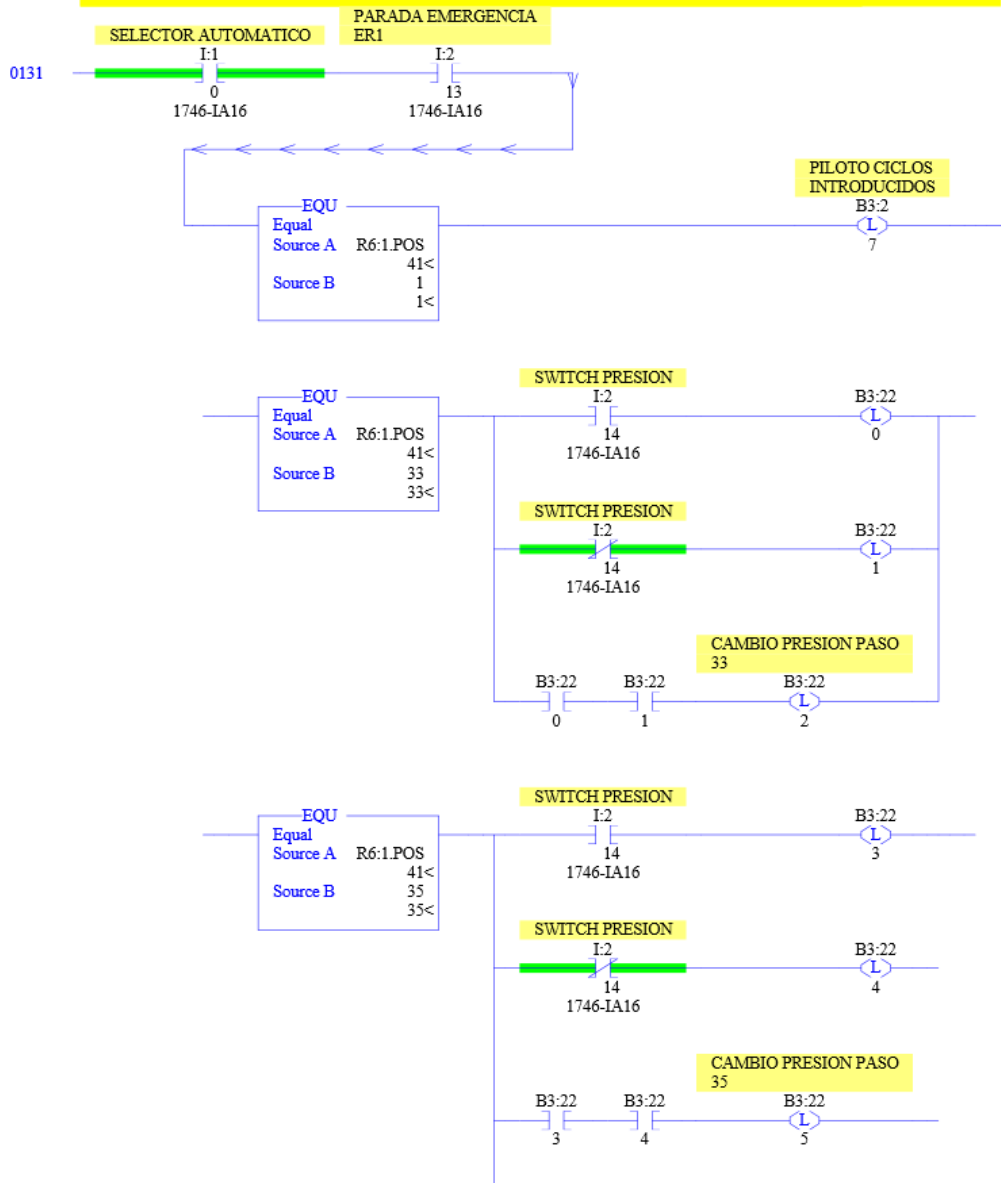 SELECTOR AUTOMATICO
PARADA EMERGENCIA
ER1
0131
I:1
I:2
0
13
1746-IA16
1746-IA16
PILOTO CICLOS
INTRODUCIDOS
EQU
B3:2
Equal
L
Source A R6:1.POS
7
41<
Source B 1
1<
SWITCH PRESION
EQU
I:2
B3:22
Equal
L
Source A R6:1.POS
14
0
41<
1746-IA16
Source B 33
33<
SWITCH PRESION
I:2
B3:22
L
14
1
1746-IA16
CAMBIO PRESION PASO
33
B3:22
B3:22
B3:22
L
0
1
2
SWITCH PRESION
EQU
I:2
B3:22
Equal
L
Source A R6:1.POS
14
3
41<
1746-IA16
Source B 35
35<
SWITCH PRESION
I:2
B3:22
L
14
4
1746-IA16
CAMBIO PRESION PASO
35
B3:22
B3:22
B3:22
L
3
4
5